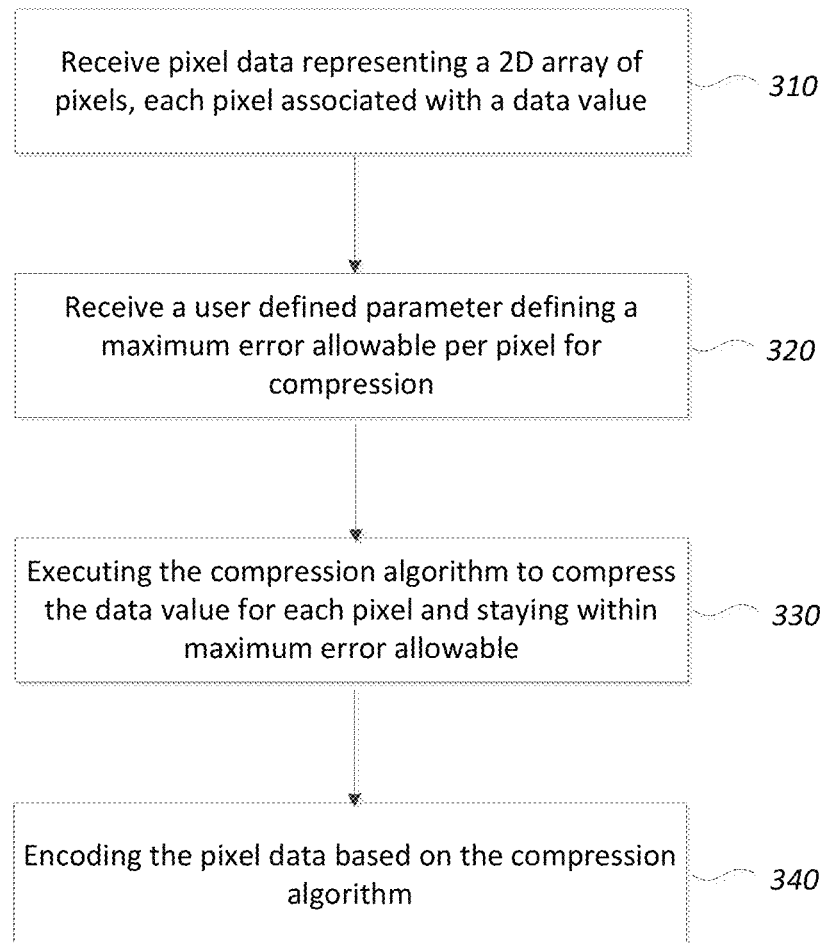 Receive pixel data representing a 2D array of
pixels, each pixel associated with a data value
310
Receive a user defined parameter defining a
maximum error allowable per pixel for
compression
320
Executing the compression algorithm to compress
the data value for each pixel and staying within
maximum error allowable
330
Encoding the pixel data based on the compression
algorithm
340